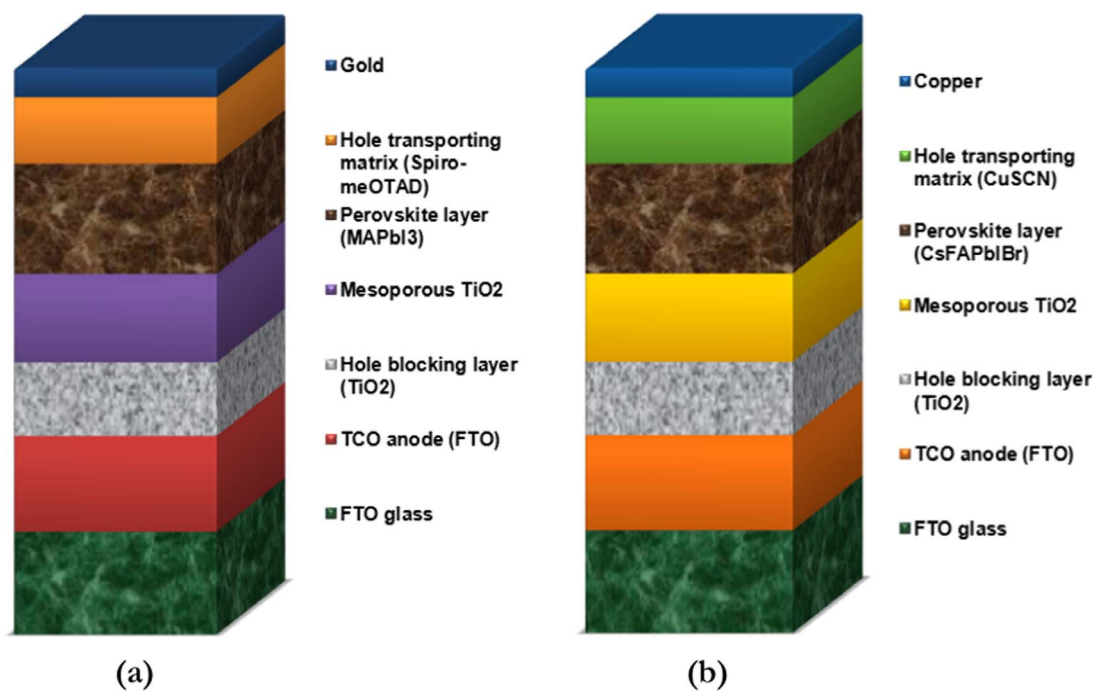 Gold
Hole transporting
matrix (Spiro-
meOTAD)
Perovskite layer
(MAPbI3)
Mesoporous TiO2
Hole blocking layer
(TiO2)
TCO anode (FTO)
FTO glass
(a)
Copper
Hole transporting
matrix (CuSCN)
Perovskite layer
(CsFAPbIBr)
Mesoporous TiO2
Hole blocking layer
(TiO2)
TCO anode (FTO)
FTO glass
(b)